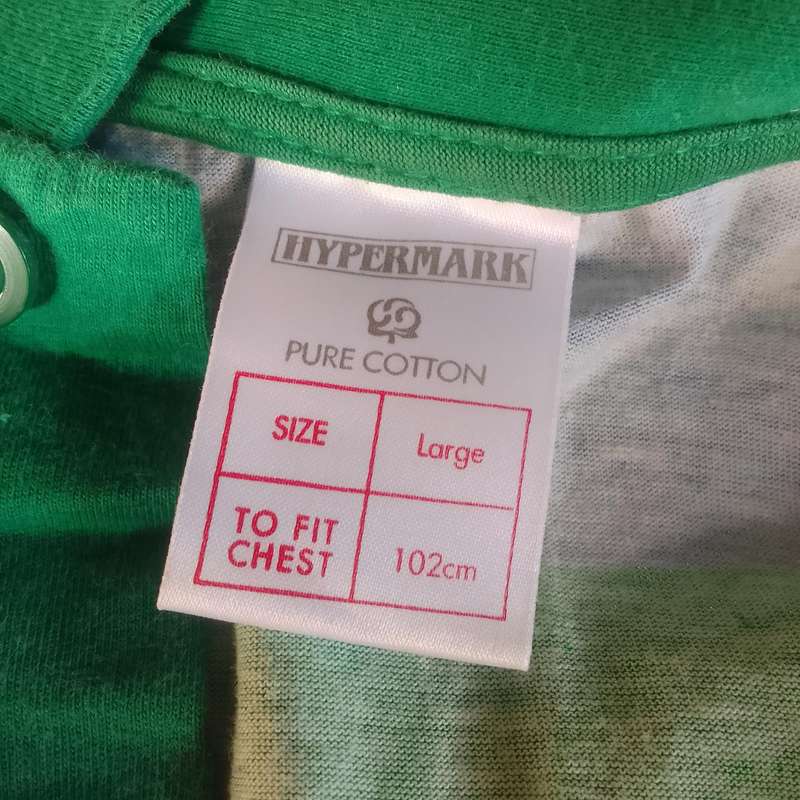 HYPERMARK
PURE COTTON
SIZE Large
TO FIT
CHEST 102cm